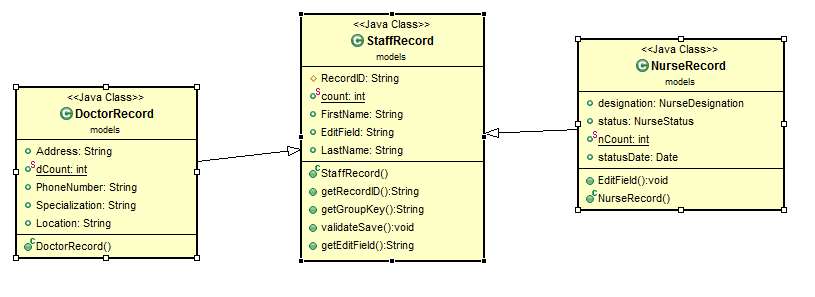 <<Java Class>>
DoctorRecord
models
Address: String
S
dCount: int
PhoneNumber: String
Specialization: String
Location: String
C
DoctorRecord()
<<Java Class>>
StaffRecord
models
RecordID: String
S
count: int
FirstName: String
EditField: String
LastName: String
C
StaffRecord()
getRecordID():String
getGroupKey():String
validateSave():void
getEditField():String
<<Java Class>>
NurseRecord
models
designation: NurseDesignation
status: NurseStatus
S
nCount: int
statusDate: Date
EditField():void
C
NurseRecord()